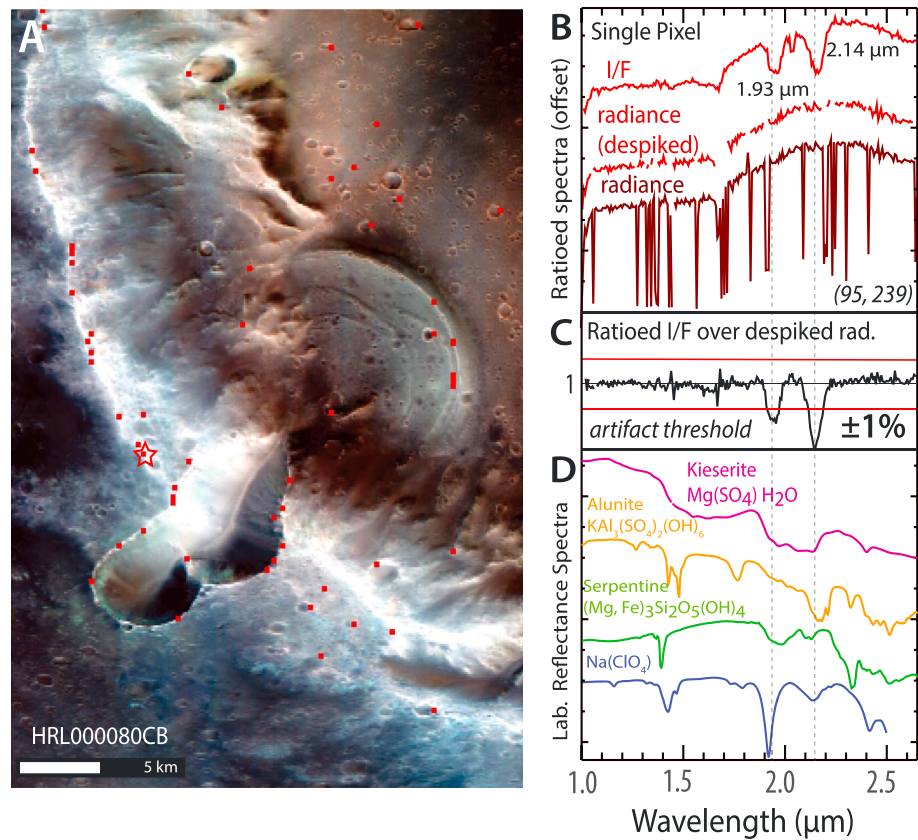 A
HRL000080CB
5 km
B
Single Pixel
I/F
2.14 µm
1.93 µm
radiance
(despiked)
radiance
(95, 239)
Ratioed spectra (offset)
C
Ratioed I/F over despiked rad.
1
artifact threshold
±1%
D
Kieserite
Mg(SO4) H2O
Alunite
KAl3(SO4)2(OH)6
Serpentine
(Mg, Fe)3Si2O5(OH)4
Na(ClO4)
Lab. Reflectance Spectra
1.0 1.5 2.0 2.5
Wavelength (µm)